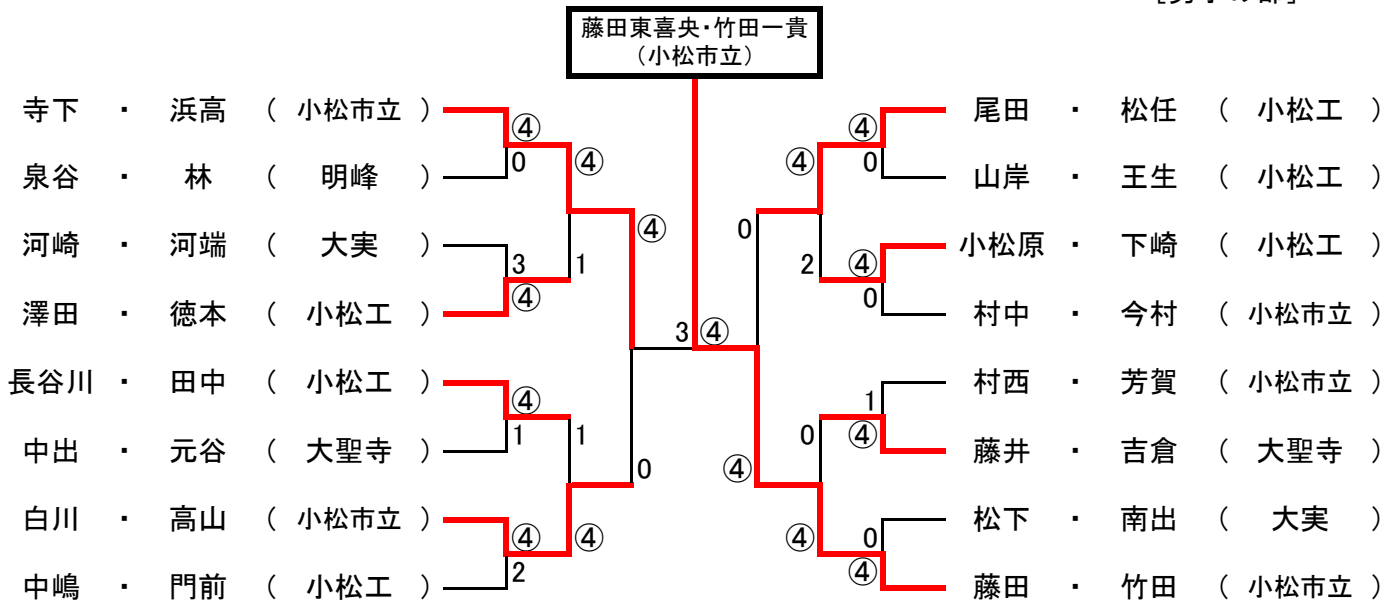 藤田東喜央・竹田一貴
（小松市立）
寺下 ・ 浜高 （ 小松市立 ）
④
0
④
泉谷 ・ 林 （ 明峰 ）
河崎 ・ 河端 （ 大実 ）
3
④
1
澤田 ・ 徳本 （ 小松工 ）
④
長谷川 ・ 田中 （ 小松工 ）
④
1
1
中出 ・ 元谷 （ 大聖寺 ）
0
白川 ・ 高山 （ 小松市立 ）
④
2
④
中嶋 ・ 門前 （ 小松工 ）
3 ④
尾田 ・ 松任 （ 小松工 ）
④
0
④
山岸 ・ 王生 （ 小松工 ）
0
小松原 ・ 下崎 （ 小松工 ）
2
④
0
村中 ・ 今村 （ 小松市立 ）
村西 ・ 芳賀 （ 小松市立 ）
1
④
0
藤井 ・ 吉倉 （ 大聖寺 ）
④
松下 ・ 南出 （ 大実 ）
④
0
④
藤田 ・ 竹田 （ 小松市立 ）